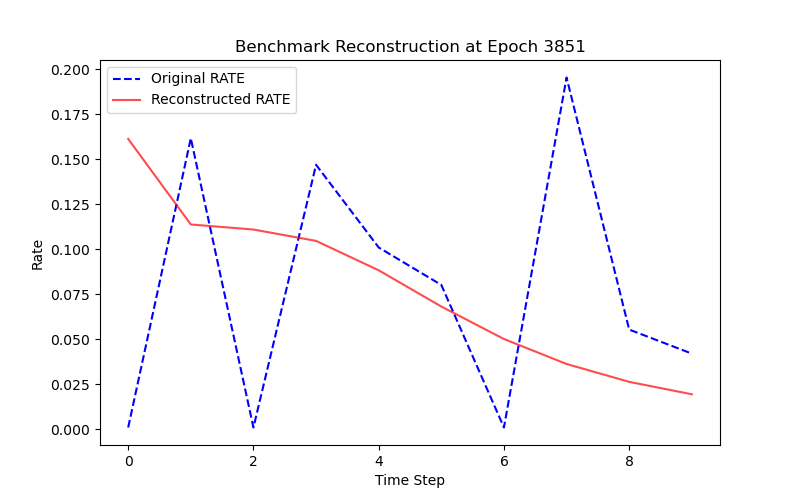 Benchmark Reconstruction at Epoch 3851
Original RATE
Reconstructed RATE
0.200
0.175
0.150
0.125
0.100
0.075
0.050
0.025
0.000
Rate
0 2 4 6 8
Time Step